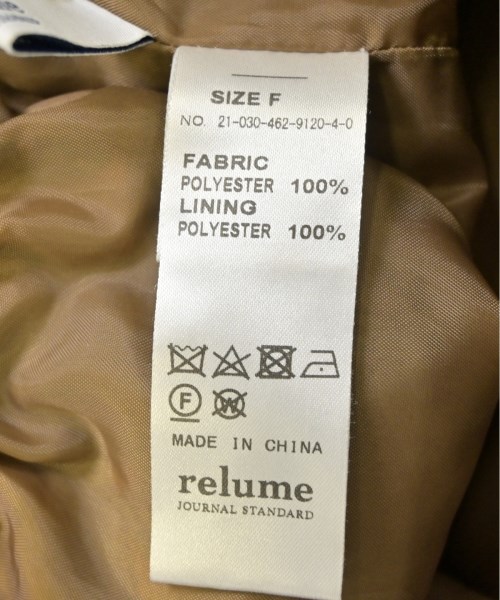 SIZE F
NO. 21-030-462-9120-4-0
FABRIC
POLYESTER 100%
LINING
POLYESTER 100%
F W
MADE IN CHINA
relume
JOURNAL STANDARD